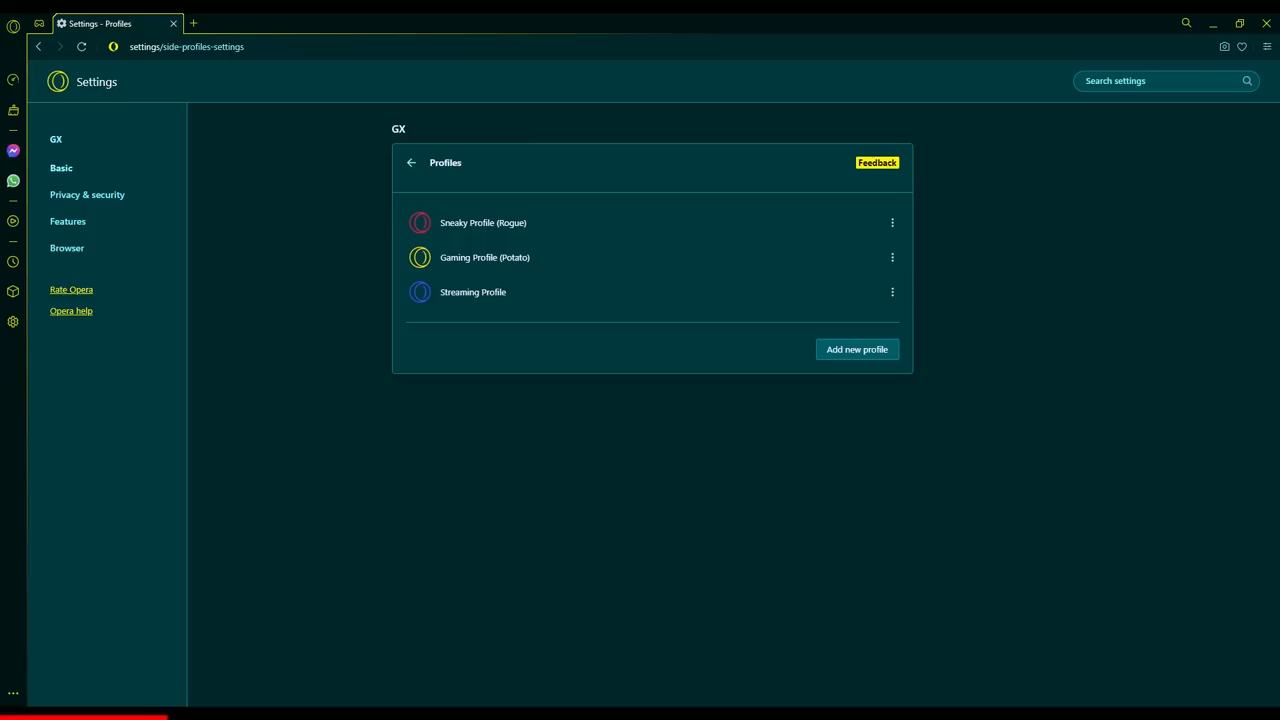 Settings - Profiles
settings/side-profiles-settings
Settings
Search settings
GX
Basic
Privacy & security
Features
Browser
Rate Opera
Opera help
GX
Profiles
Feedback
Sneaky Profile (Rogue)
Gaming Profile (Potato)
Streaming Profile
Add new profile